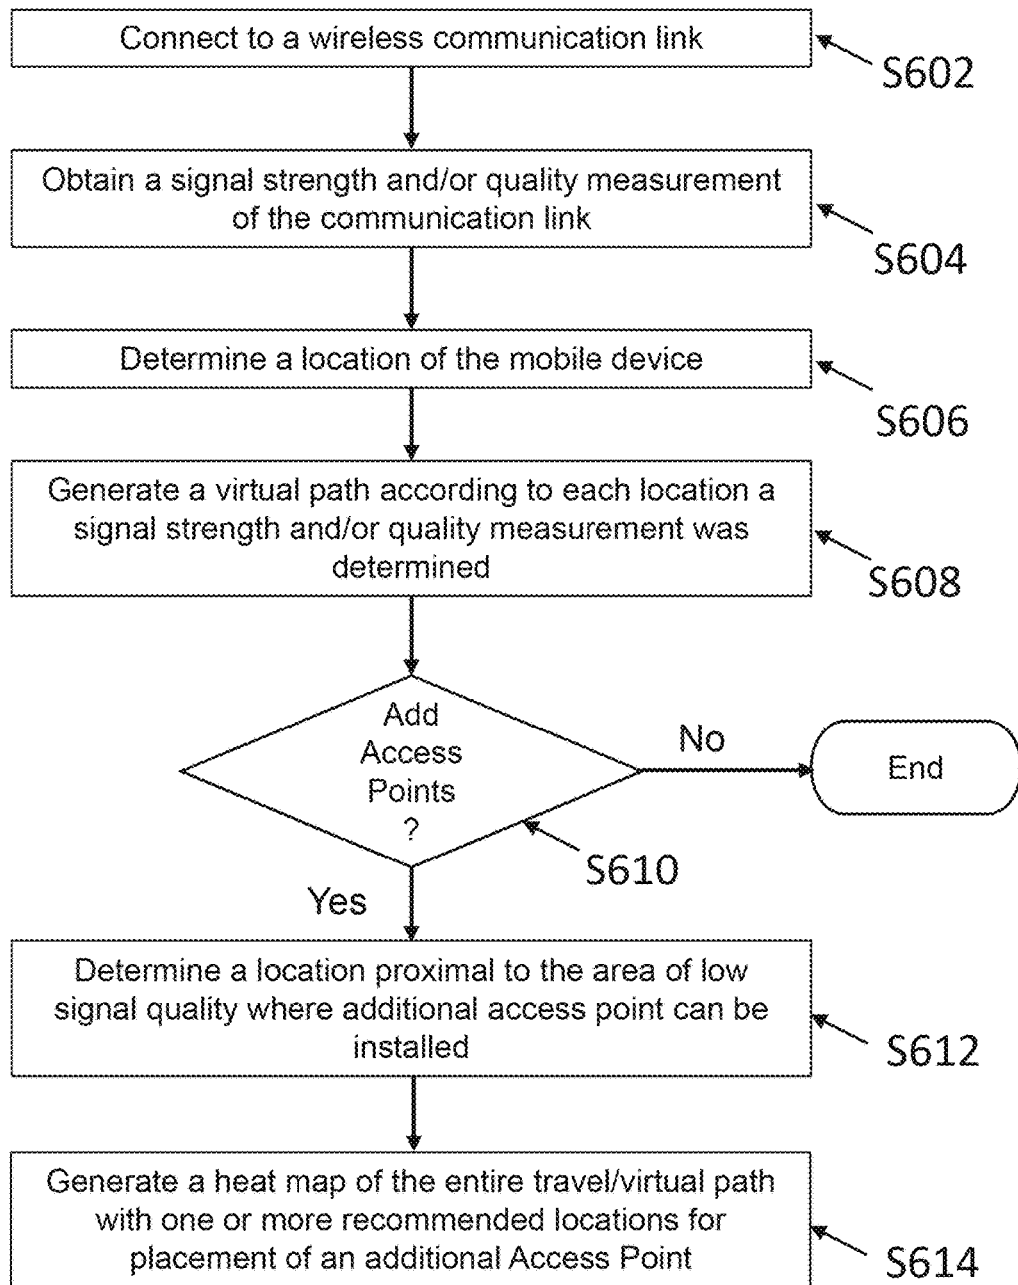 Connect to a wireless communication link
S602
Obtain a signal strength and/or quality measurement
of the communication link
S604
Determine a location of the mobile device
S606
Generate a virtual path according to each location a
signal strength and/or quality measurement was
determined
S608
Add
Access
Points
?
No
End
S610
Yes
Determine a location proximal to the area of low
signal quality where additional access point can be
installed
S612
Generate a heat map of the entire travel/virtual path
with one or more recommended locations for
placement of an additional Access Point
S614